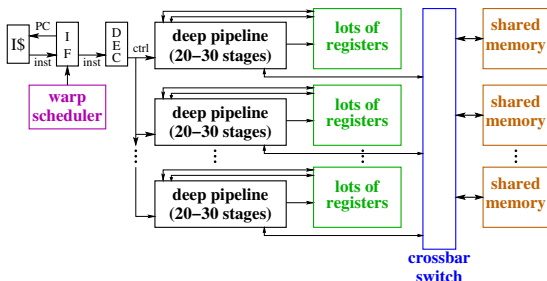 I$
PC
inst
I
F
inst
D
E
C
ctrl
warp
scheduler
deep pipeline
(20−30 stages)
lots of
registers
shared
memory
deep pipeline
(20−30 stages)
lots of
registers
shared
memory
deep pipeline
(20−30 stages)
lots of
registers
shared
memory
crossbar
switch